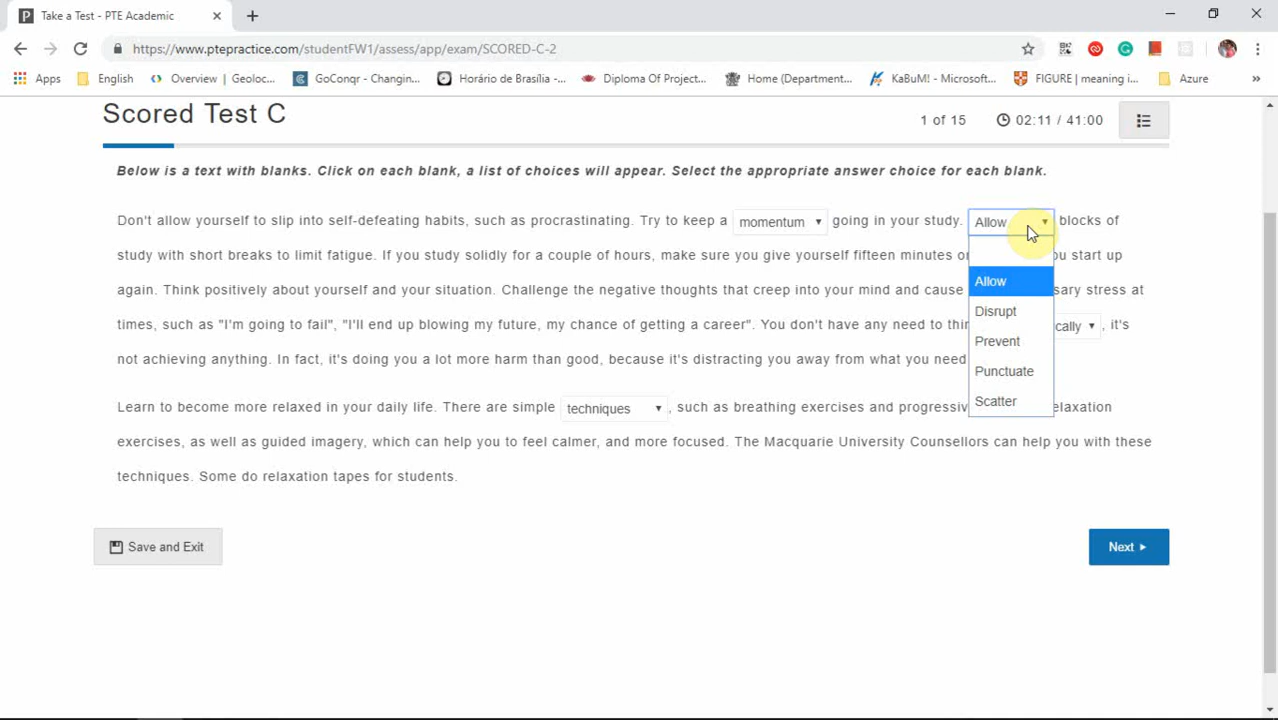 Take a Test - PTE Academic
https://www.ptepractice.com/studentFW1/assess/app/exam/SCORED-C-2
Apps English Overview | Geoloc... GoConqr - Changin... Horário de Brasília -... Diploma Of Project... Home (Department... KaBuM! - Microsoft... FIGURE | meaning i... Azure
Scored Test C
1 of 15 02:11 / 41:00
Below is a text with blanks. Click on each blank, a list of choices will appear. Select the appropriate answer choice for each blank.
Don't allow yourself to slip into self-defeating habits, such as procrastinating. Try to keep a momentum going in your study. Allow blocks of
study with short breaks to limit fatigue. If you study solidly for a couple of hours, make sure you give yourself fifteen minutes u start up
Allow
again. Think positively about yourself and your situation. Challenge the negative thoughts that creep into your mind and cause sary stress at
Disrupt
times, such as "I'm going to fail", "I'll end up blowing my future, my chance of getting a career". You don't have any need to thin cally , it's
Prevent
not achieving anything. In fact, it's doing you a lot more harm than good, because it's distracting you away from what you need
Punctuate
Scatter
Learn to become more relaxed in your daily life. There are simple techniques , such as breathing exercises and progressiv elaxation
exercises, as well as guided imagery, which can help you to feel calmer, and more focused. The Macquarie University Counsellors can help you with these
techniques. Some do relaxation tapes for students.
Save and Exit Next